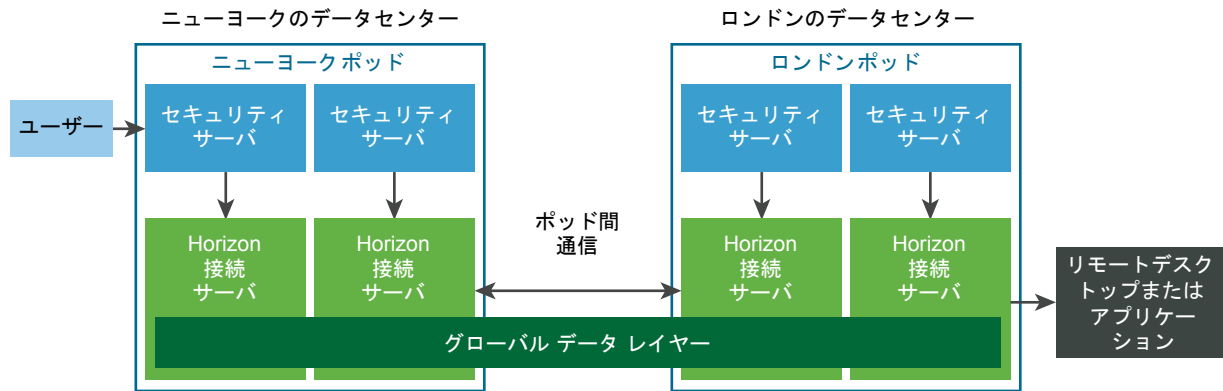 ニューヨークのデータセンター
ロンドンのデータセンター
ニューヨーク ポッド
ロンドンポッド
ユーザー
セキュリティ
サーバ
セキュリティ
サーバ
セキュリティ
サーバ
セキュリティ
サーバ
Horizon
接続
サーバ
Horizon
接続
サーバ
ポッド間
通信
Horizon
接続
サーバ
Horizon
接続
サーバ
リモートデスク
トップまたは
アプリケー
ション
グローバル データ レイヤー